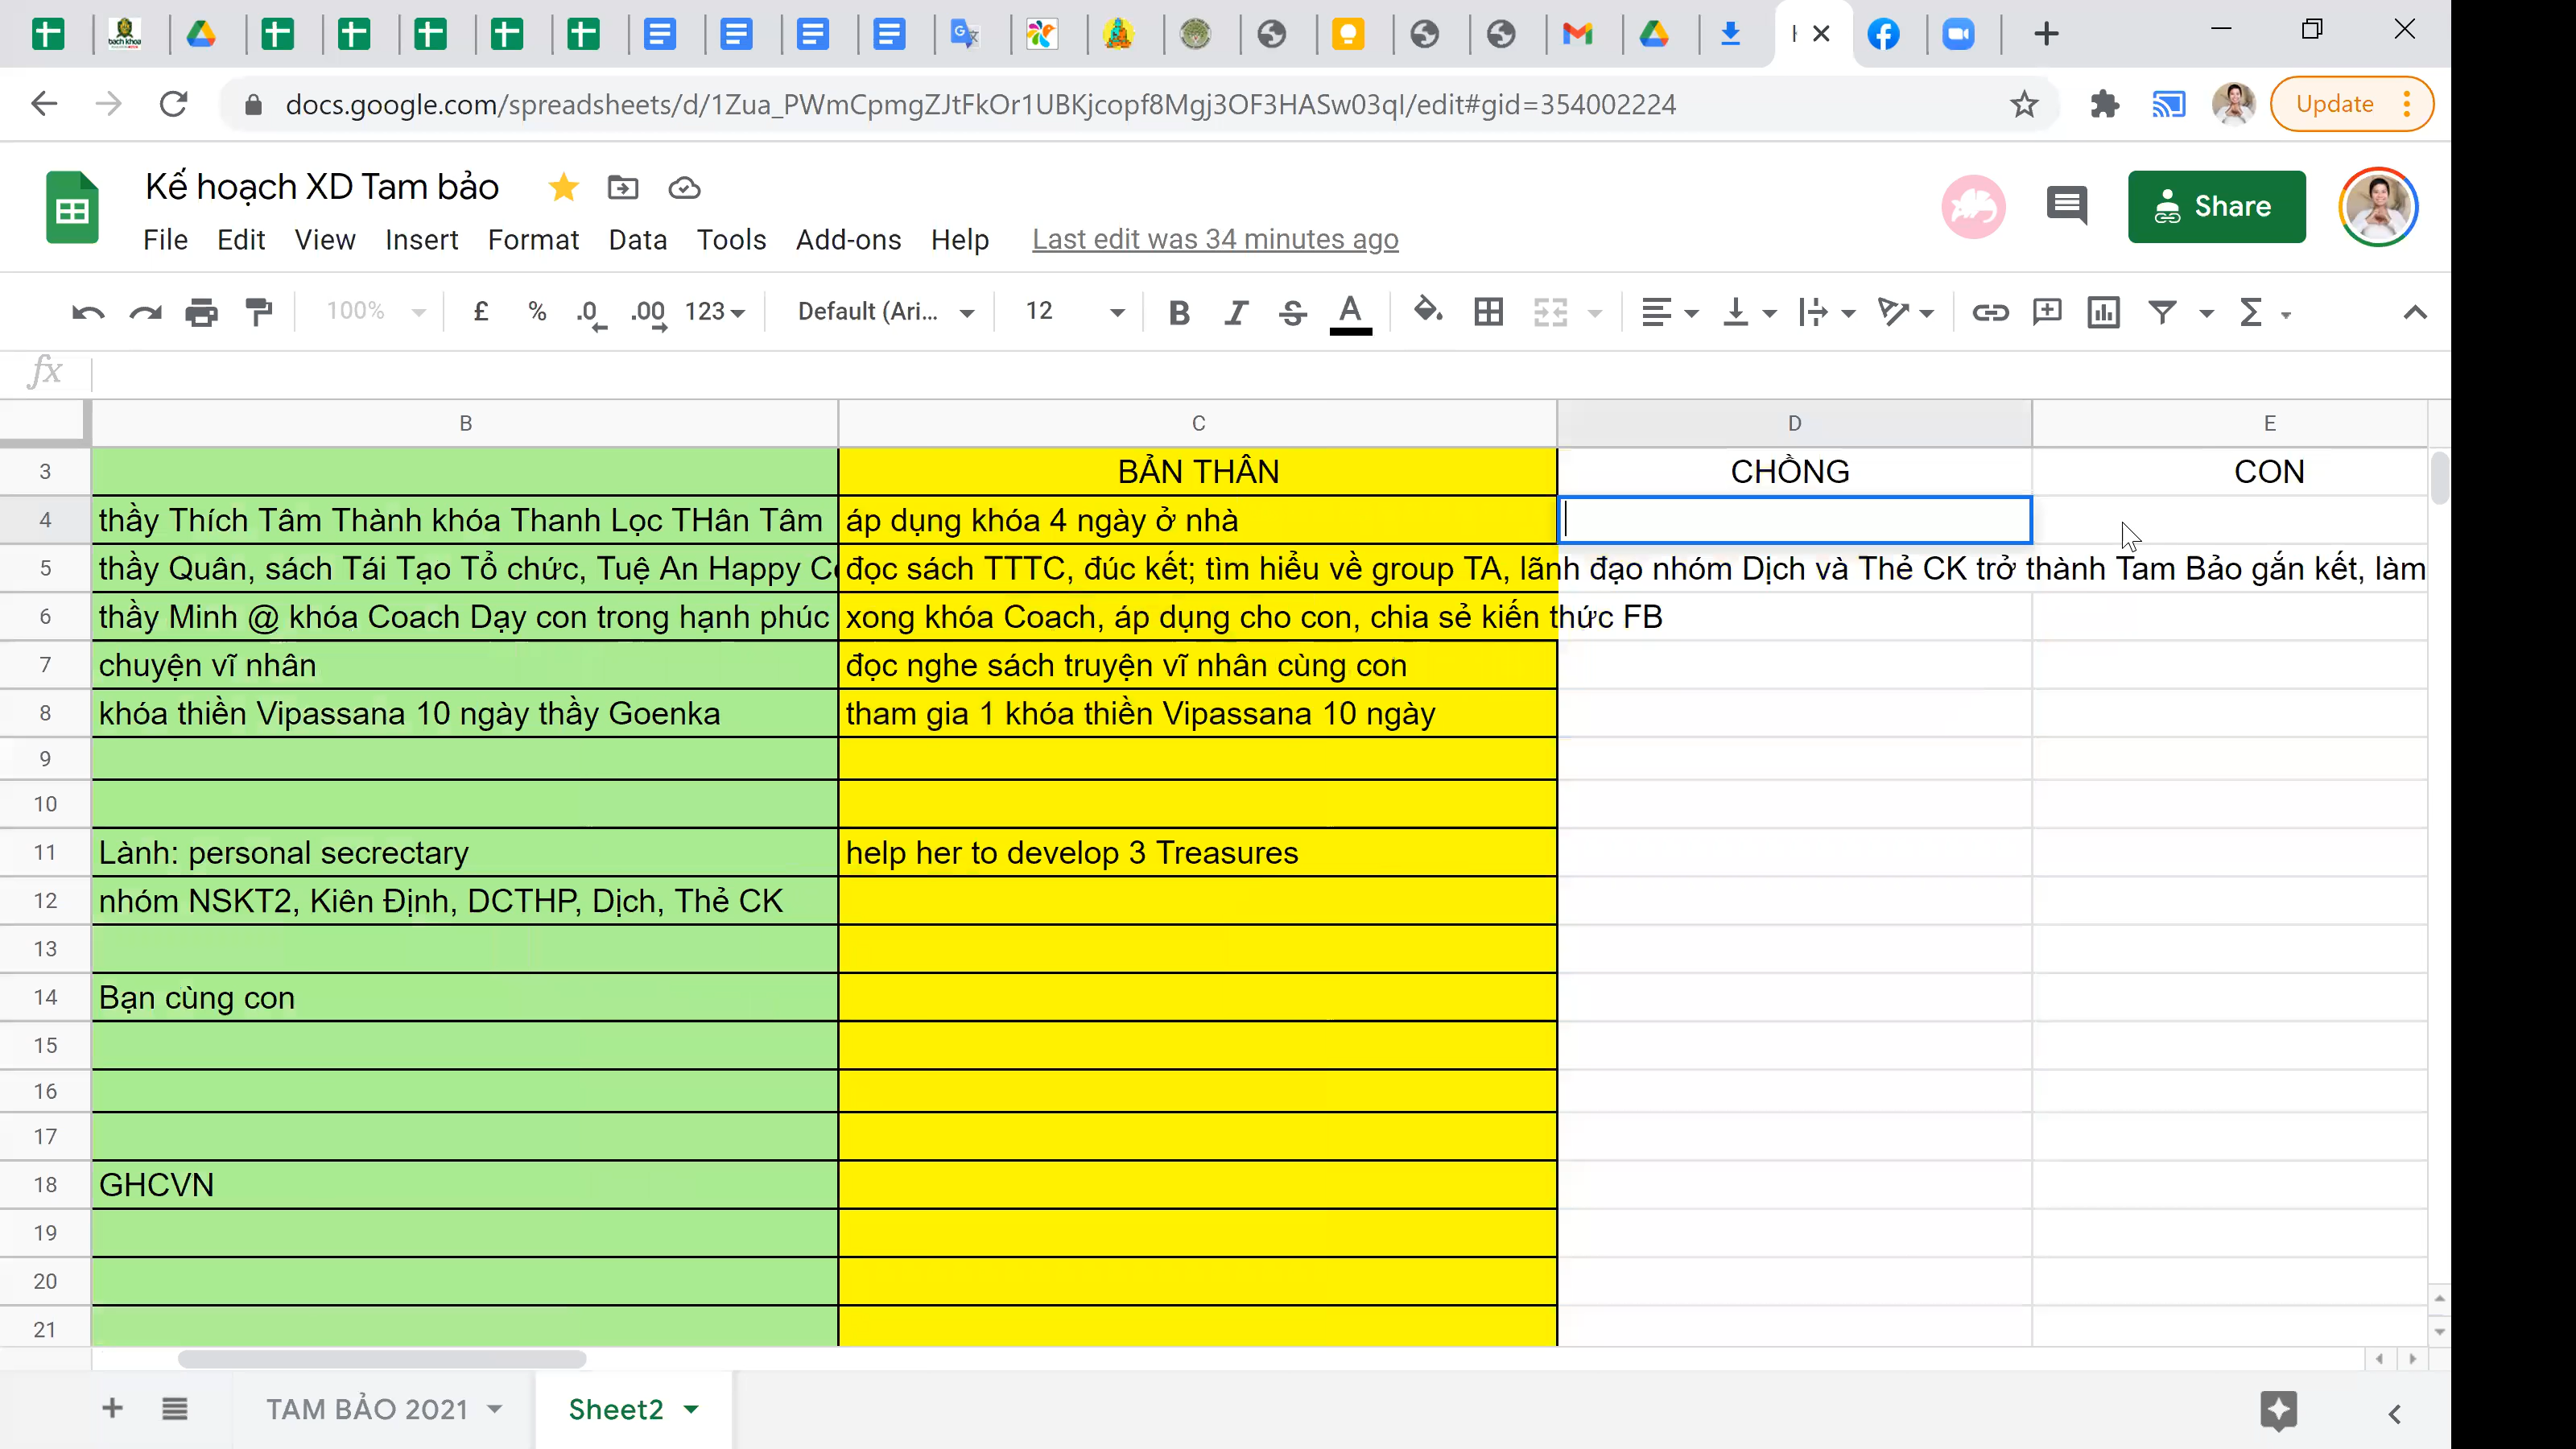 docs.google.com/spreadsheets/d/1Zua_PWmCpmgZJtFkOr1UBKjcopf8Mgj3OF3HASw03qI/edit#gid=354002224
Update
Kế hoạch XD Tam bảo
Share
File Edit View Insert Format Data Tools Add-ons Help Last edit was 34 minutes ago
100% £ % .0 .00 123 Default (Ari... 12 B I S A
fx
B C D E
3 BẢN THÂN CHỒNG CON
4 thầy Thích Tâm Thành khóa Thanh Lọc THân Tâm áp dụng khóa 4 ngày ở nhà
5 thầy Quân, sách Tái Tạo Tổ chức, Tuệ An Happy Co đọc sách TTTC, đúc kết; tìm hiểu về group TA, lãnh đạo nhóm Dịch và Thẻ CK trở thành Tam Bảo gắn kết, làm
6 thầy Minh @ khóa Coach Dạy con trong hạnh phúc xong khóa Coach, áp dụng cho con, chia sẻ kiến thức FB
7 chuyện vĩ nhân đọc nghe sách truyện vĩ nhân cùng con
8 khóa thiền Vipassana 10 ngày thầy Goenka tham gia 1 khóa thiền Vipassana 10 ngày
9
10
11 Lành: personal secrectary help her to develop 3 Treasures
12 nhóm NSKT2, Kiên Định, DCTHP, Dịch, Thẻ CK
13
14 Bạn cùng con
15
16
17
18 GHCVN
19
20
21
TAM BẢO 2021 Sheet2